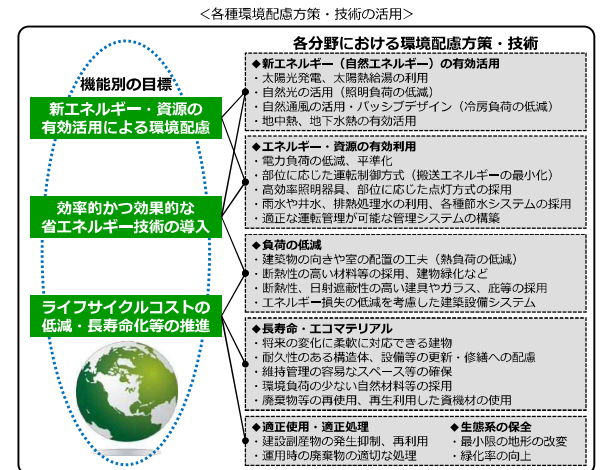 ＜各種環境配慮方策・技術の活用＞
機能別の目標
新エネルギー・資源の
有効活用による環境配慮
効率的かつ効果的な
省エネルギー技術の導入
ライフサイクルコストの
低減・長寿命化等の推進
各分野における環境配慮方策・技術
◆新エネルギー（自然エネルギー）の有効活用
・太陽光発電、太陽熱給湯の利用
・自然光の活用（照明負荷の低減）
・自然通風の活用・パッシブデザイン（冷房負荷の低減）
・地中熱、地下水熱の有効活用
◆エネルギー・資源の有効利用
・電力負荷の低減、平準化
・部位に応じた運転制御方式（搬送エネルギーの最小化）
・高効率照明器具、部位に応じた点灯方式の採用
・雨水や井水、排熱処理水の利用、各種節水システムの採用
・適正な運転管理が可能な管理システムの構築
◆負荷の低減
・建築物の向きや室の配置の工夫（熱負荷の低減）
・断熱性の高い材料等の採用、建物緑化など
・断熱性、日射遮蔽性の高い建具やガラス、庇等の採用
・エネルギー損失の低減を考慮した建築設備システム
◆長寿命・エコマテリアル
・将来の変化に柔軟に対応できる建物
・耐久性のある構造体、設備等の更新・修繕への配慮
・維持管理の容易なスペース等の確保
・環境負荷の少ない自然材料等の採用
・廃棄物等の再使用、再生利用した資機材の使用
◆適正使用・適正処理
・建設副産物の発生抑制、再利用
・運用時の廃棄物の適切な処理
◆生態系の保全
・最小限の地形の改変
・緑化率の向上